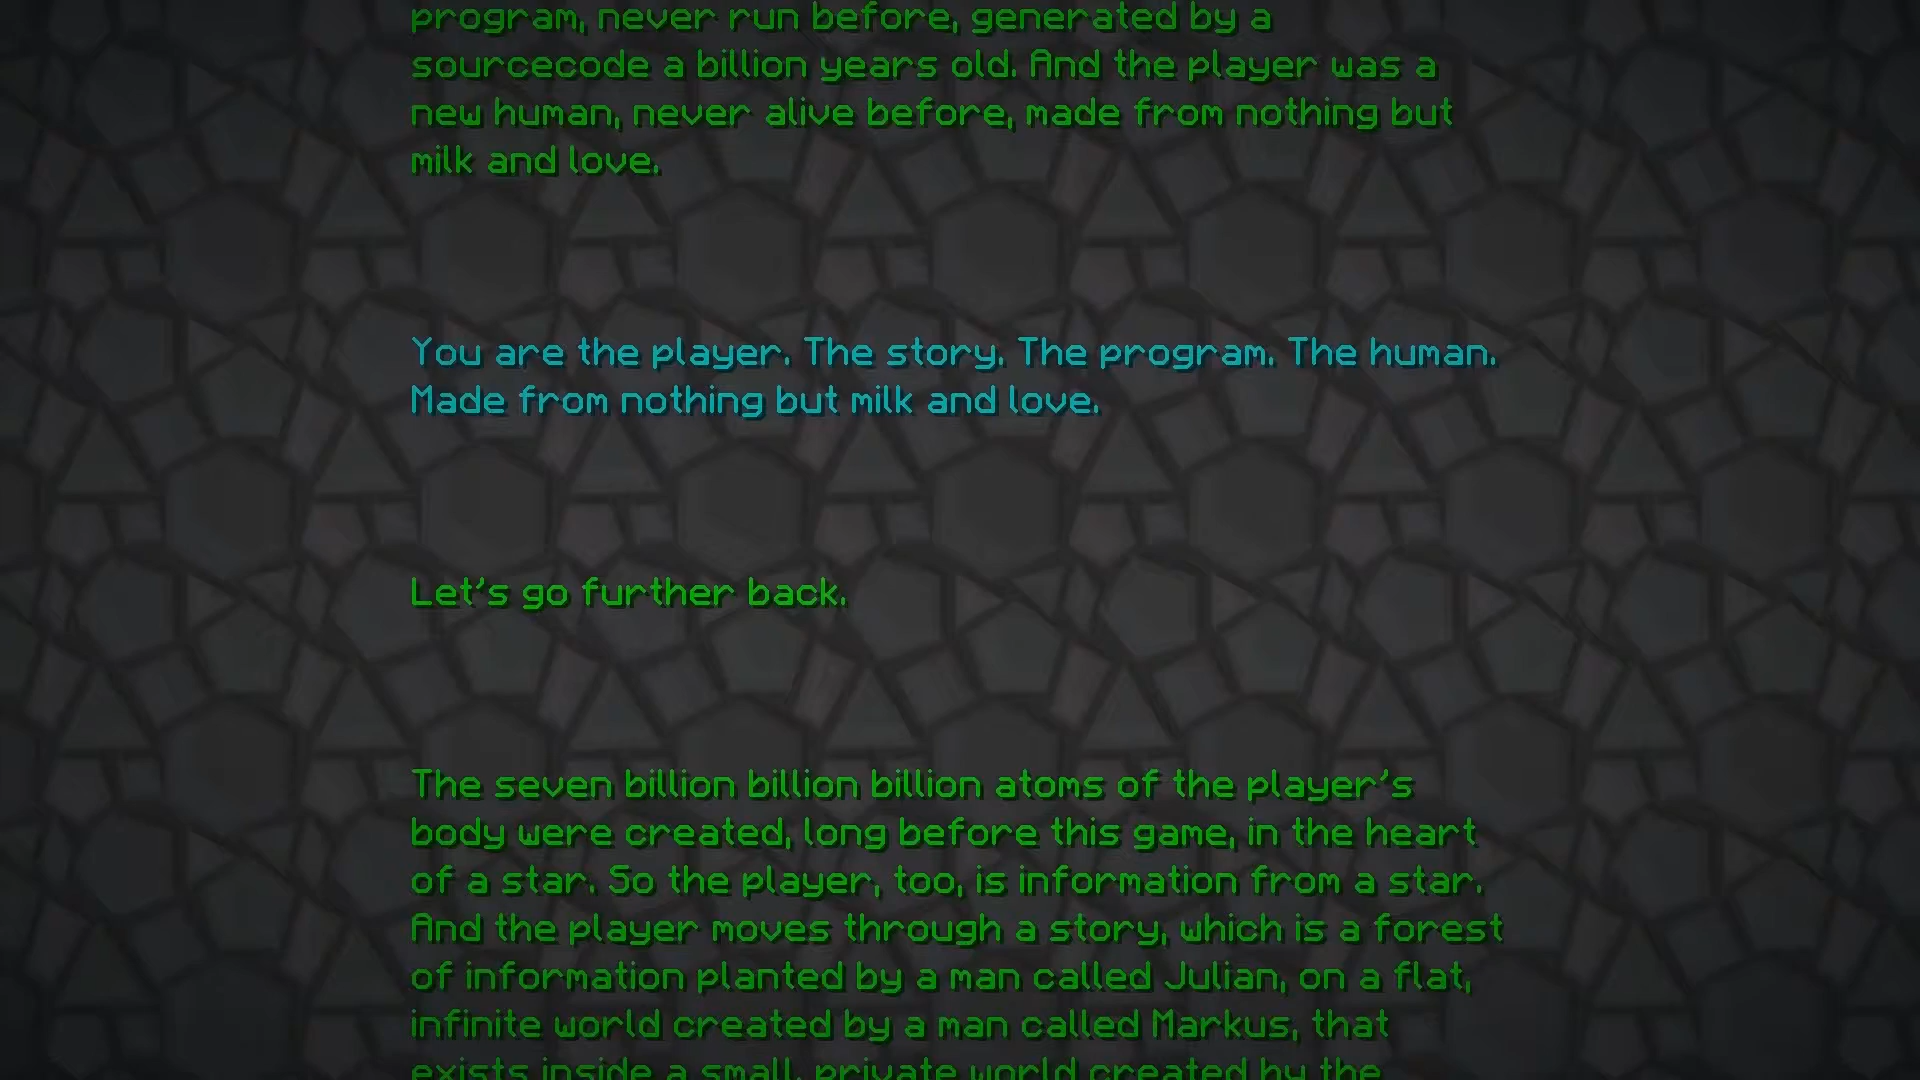 program, never run before, generated by a
sourcecode a billion years old. And the player was a
new human, never alive before, made from nothing but
milk and love.
You are the player. The story. The program. The human.
Made from nothing but milk and love.
Let's go further back.
The seven billion billion billion atoms of the player's
body were created, long before this game, in the heart
of a star. So the player, too, is information from a star.
And the player moves through a story, which is a forest
of information planted by a man called Julian, on a flat,
infinite world created by a man called Markus, that
exists inside a small, private world created by the